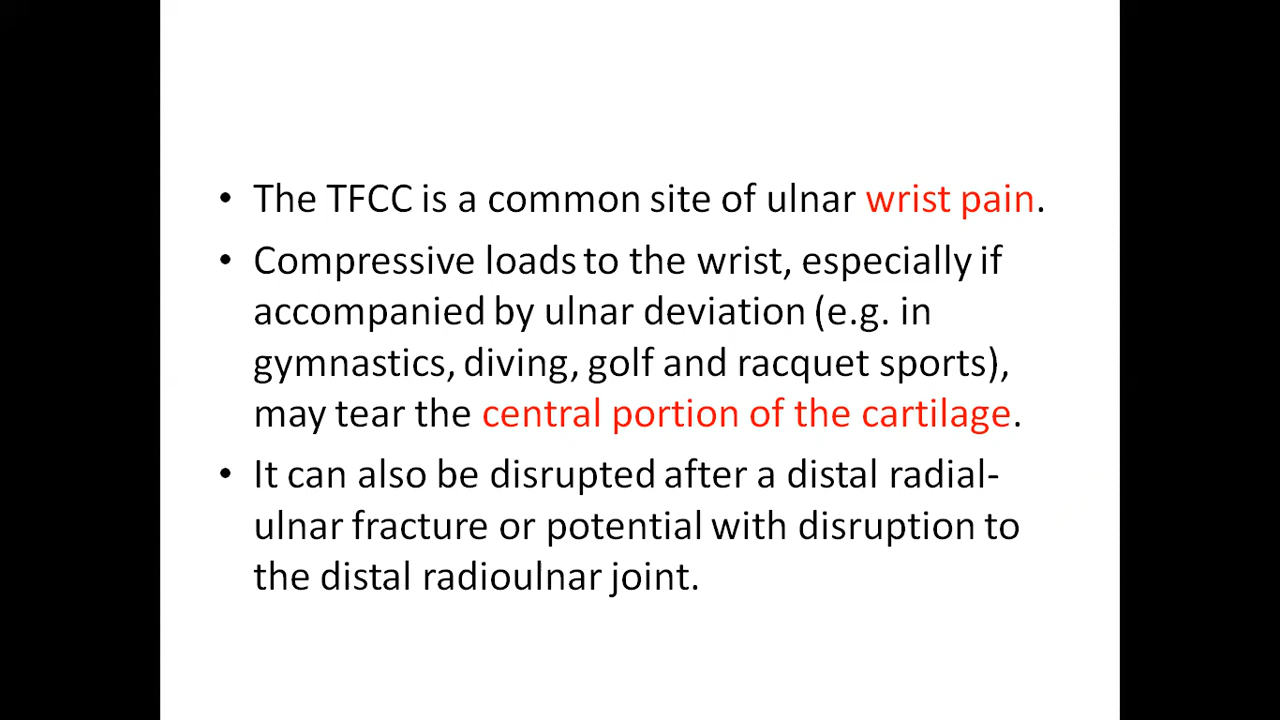 • The TFCC is a common site of ulnar wrist pain.
• Compressive loads to the wrist, especially if
accompanied by ulnar deviation (e.g. in
gymnastics, diving, golf and racquet sports),
may tear the central portion of the cartilage.
• It can also be disrupted after a distal radial-
ulnar fracture or potential with disruption to
the distal radioulnar joint.